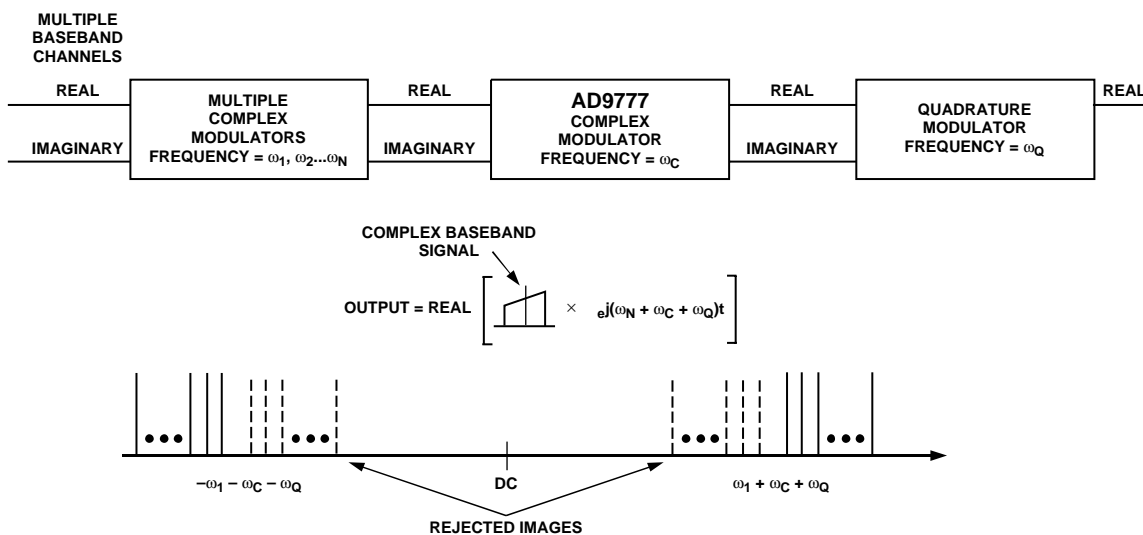 MULTIPLE
BASEBAND
CHANNELS
REAL
IMAGINARY
MULTIPLE
COMPLEX
MODULATORS
FREQUENCY = ω1, ω2...ωN
REAL
IMAGINARY
AD9777
COMPLEX
MODULATOR
FREQUENCY = ωC
REAL
IMAGINARY
QUADRATURE
MODULATOR
FREQUENCY = ωQ
REAL
COMPLEX BASEBAND
SIGNAL
OUTPUT = REAL [ × ej(ωN + ωC + ωQ)t ]
–ω1 – ωC – ωQ
DC
ω1 + ωC + ωQ
REJECTED IMAGES